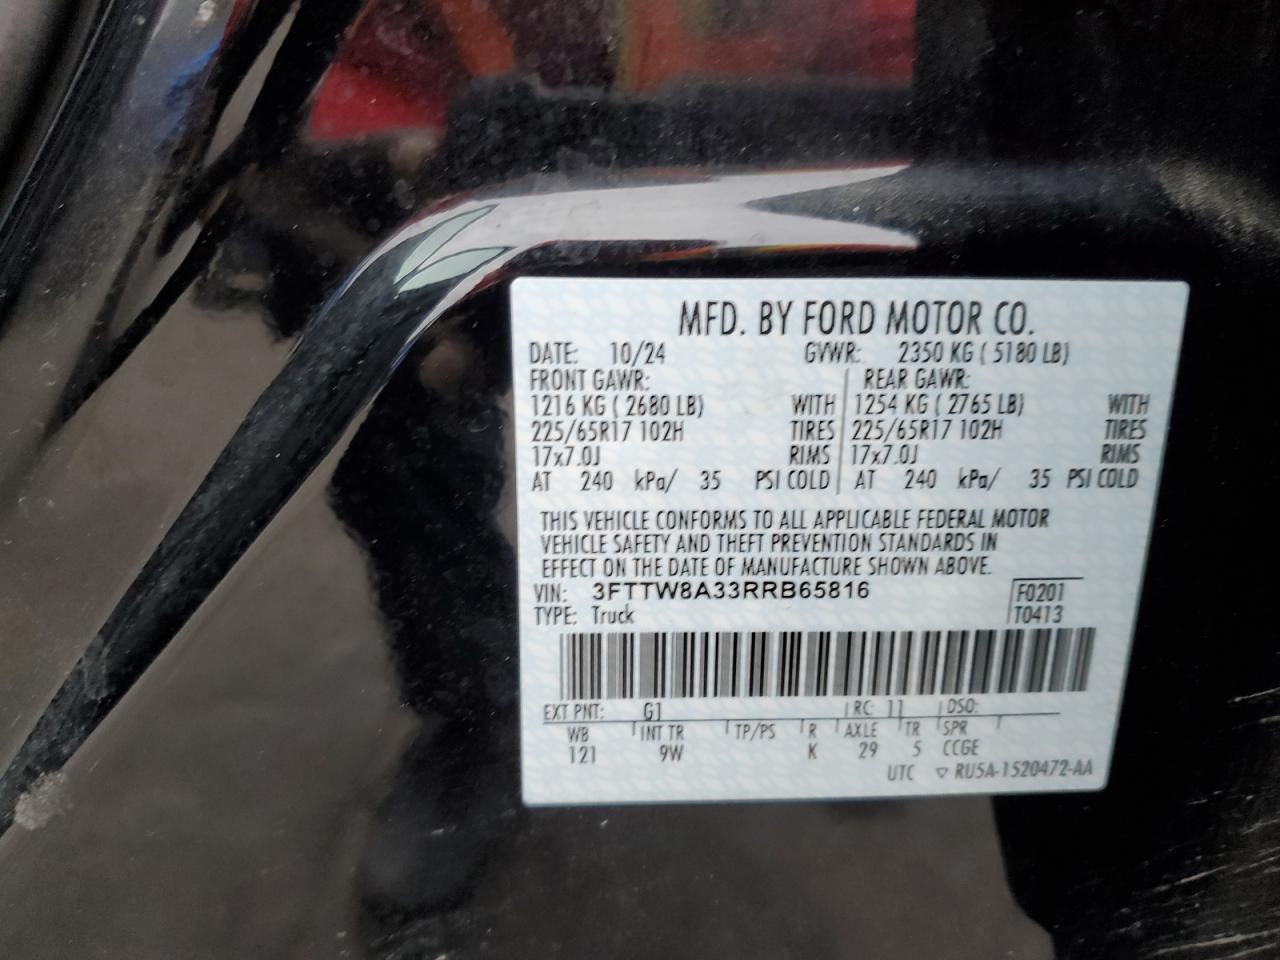 MFD. BY FORD MOTOR CO.
DATE: 10/24 GVWR: 2350 KG ( 5180 LB)
FRONT GAWR: REAR GAWR:
1216 KG ( 2680 LB) WITH 1254 KG ( 2765 LB) WITH
225/65R17 102H TIRES 225/65R17 102H TIRES
17x7.0J RIMS 17x7.0J RIMS
AT 240 kPa/ 35 PSI COLD AT 240 kPa/ 35 PSI COLD
THIS VEHICLE CONFORMS TO ALL APPLICABLE FEDERAL MOTOR
VEHICLE SAFETY AND THEFT PREVENTION STANDARDS IN
EFFECT ON THE DATE OF MANUFACTURE SHOWN ABOVE.
VIN: 3FTTW8A33RRB65816 F0201
TYPE: Truck T0413
EXT PNT: G1 RC: 11 DSO:
WB INT TR TP/PS R AXLE TR SPR
121 9W K 29 5 CCGE
UTC ▽ RU5A-1520472-AA